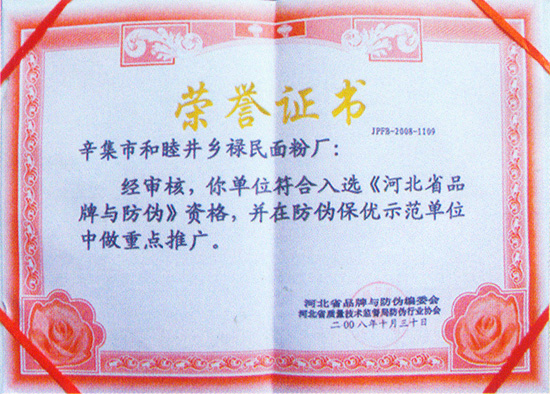 荣誉证书
JPFB-2008-1109
辛集市和睦井乡禄民面粉厂：
经审核，你单位符合入选《河北省品
牌与防伪》资格，并在防伪保优示范单位
中做重点推广。
河北省品牌与防伪编委会
河北省质量技术监督局防伪行业协会
二00八年十月三十日